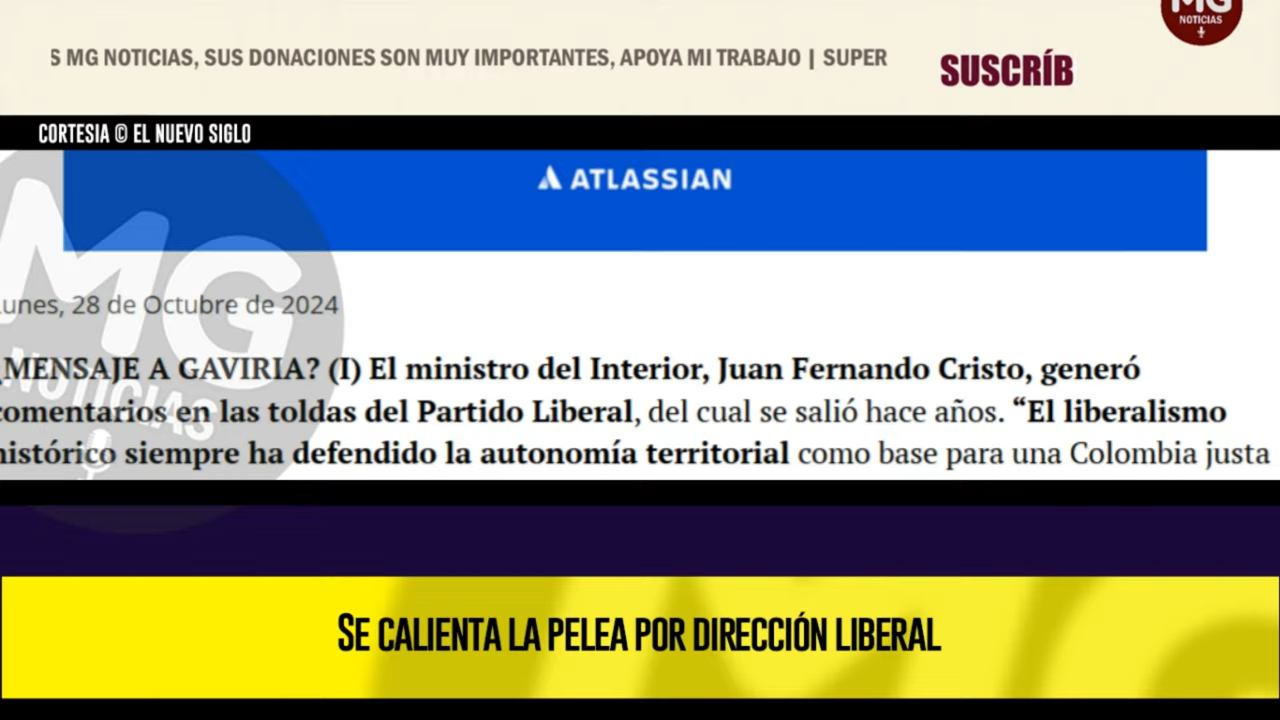 S MG NOTICIAS, SUS DONACIONES SON MUY IMPORTANTES, APOYA MI TRABAJO | SUPER
SUSCRÍB
MG
NOTICIAS
CORTESIA © EL NUEVO SIGLO
ATLASSIAN
MG
NOTICIAS
Lunes, 28 de Octubre de 2024
¿MENSAJE A GAVIRIA? (I) El ministro del Interior, Juan Fernando Cristo, generó
comentarios en las toldas del Partido Liberal, del cual se salió hace años. “El liberalismo
histórico siempre ha defendido la autonomía territorial como base para una Colombia justa
SE CALIENTA LA PELEA POR DIRECCIÓN LIBERAL